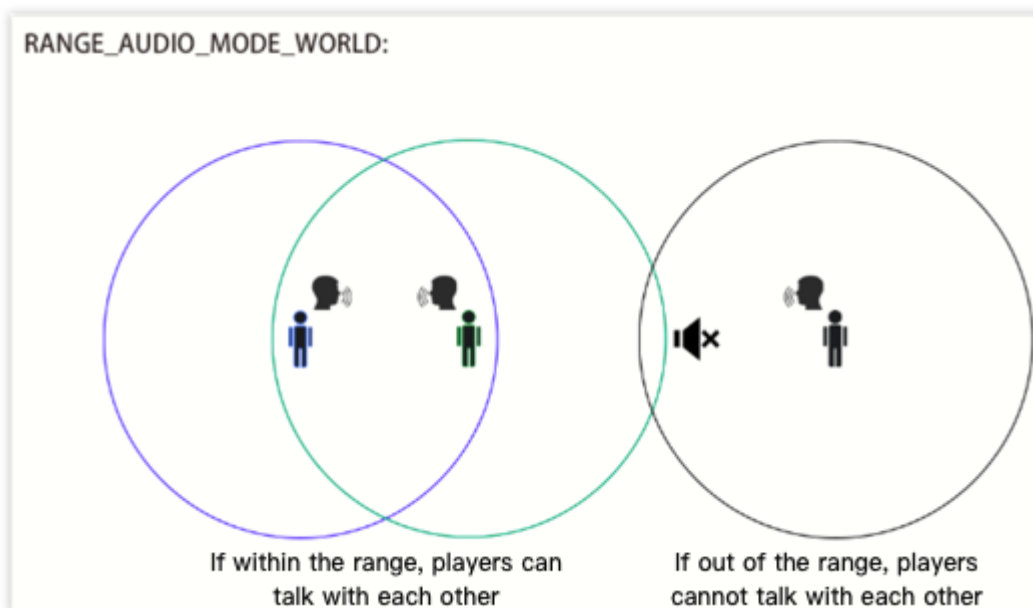 RANGE_AUDIO_MODE_WORLD:
If within the range, players can
talk with each other
If out of the range, players
cannot talk with each other